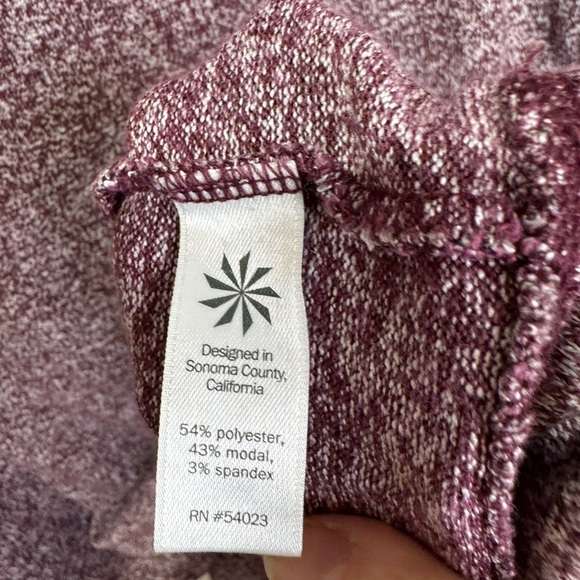 Designed in
Sonoma County,
California
54% polyester,
43% modal,
3% spandex
RN #54023